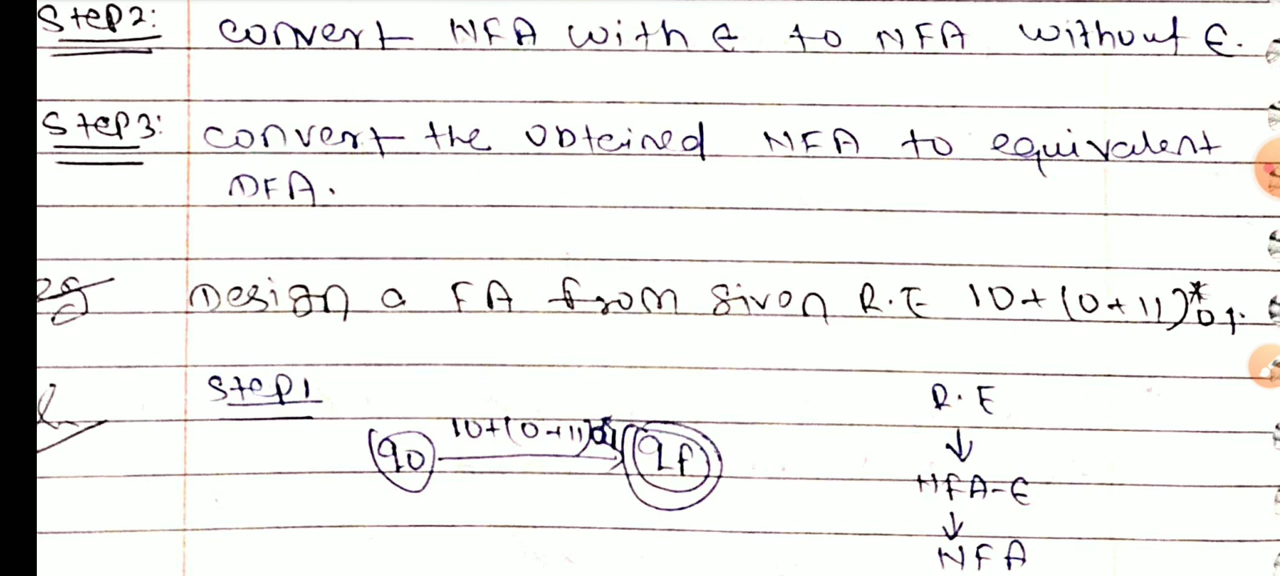 Step2: convert NFA with ε to NFA without ε.
Step3: convert the obteined NFA to equivalent
DFA.
Design a FA from given R.E 10+(0+11)*01.
Step1
R.E
10+(0+11)*01
q0 qf
↓
NFA-ε
↓
NFA